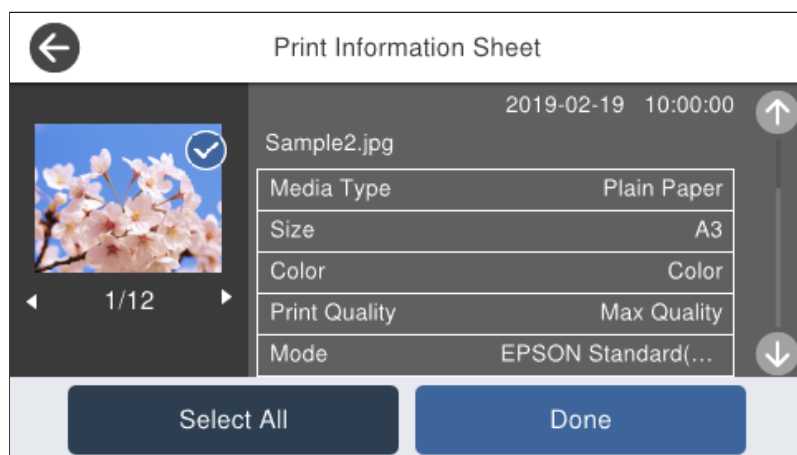 Print Information Sheet
2019-02-19 10:00:00
Sample2.jpg
Media Type Plain Paper
Size A3
Color Color
1/12
Print Quality Max Quality
Mode EPSON Standard(...
Select All Done